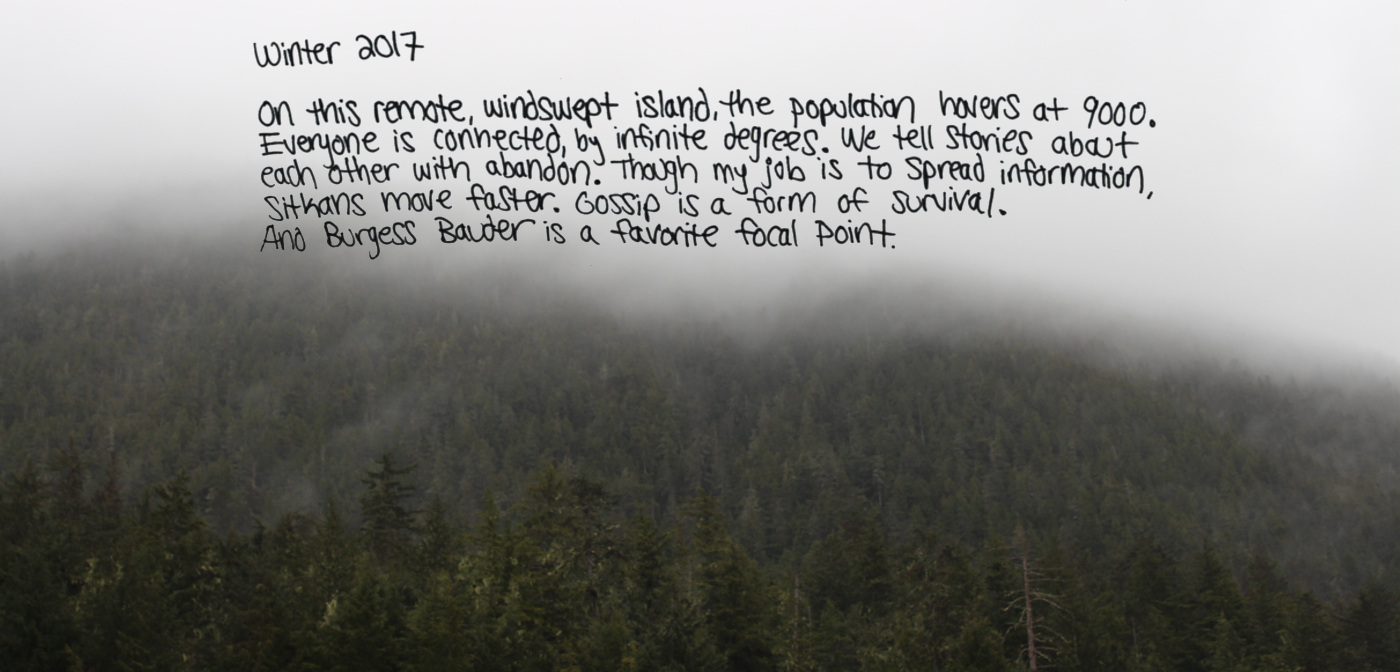 Winter 2017
On this remote, windswept island, the population hovers at 9000.
Everyone is connected, by infinite degrees. We tell stories about
each other with abandon. Though my job is to spread information,
Sitkans move faster. Gossip is a form of survival.
And Burgess Bauder is a favorite focal point.